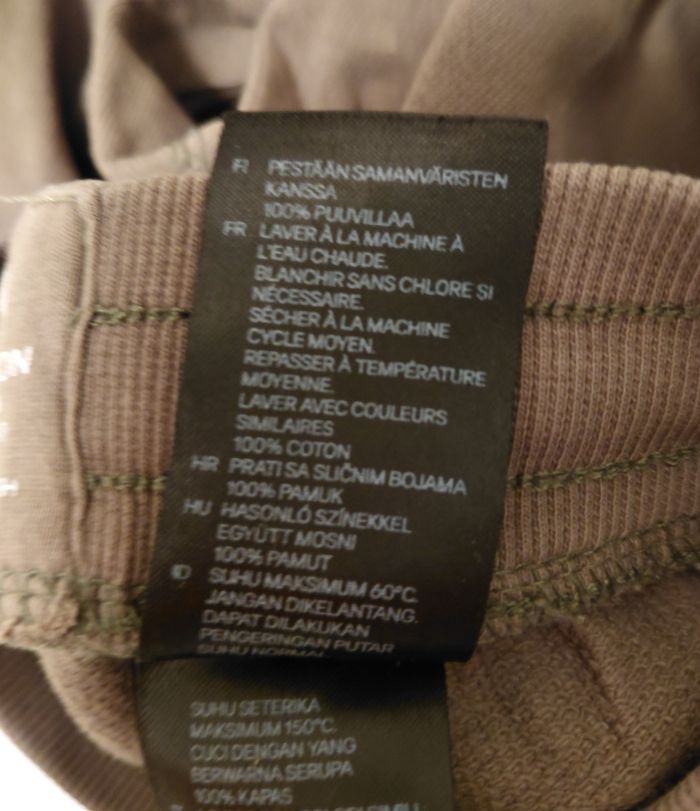 FI PESTÄÄN SAMANVÄRISTEN
KANSSA
100% PUUVILLAA
FR LAVER À LA MACHINE À
L'EAU CHAUDE.
BLANCHIR SANS CHLORE SI
NÉCESSAIRE.
SÉCHER À LA MACHINE
CYCLE MOYEN.
REPASSER À TEMPÉRATURE
MOYENNE.
LAVER AVEC COULEURS
SIMILAIRES
100% COTON
HR PRATI SA SLIČNIM BOJAMA
100% PAMUK
HU HASONLÓ SZÍNEKKEL
EGYÜTT MOSNI
100% PAMUT
ID SUHU MAKSIMUM 60°C.
JANGAN DIKELANTANG.
DAPAT DILAKUKAN
PENGERINGAN PUTAR
SUHU NORMAL
SUHU SETERIKA
MAKSIMUM 150°C.
CUCI DENGAN YANG
BERWARNA SERUPA
100% KAPAS